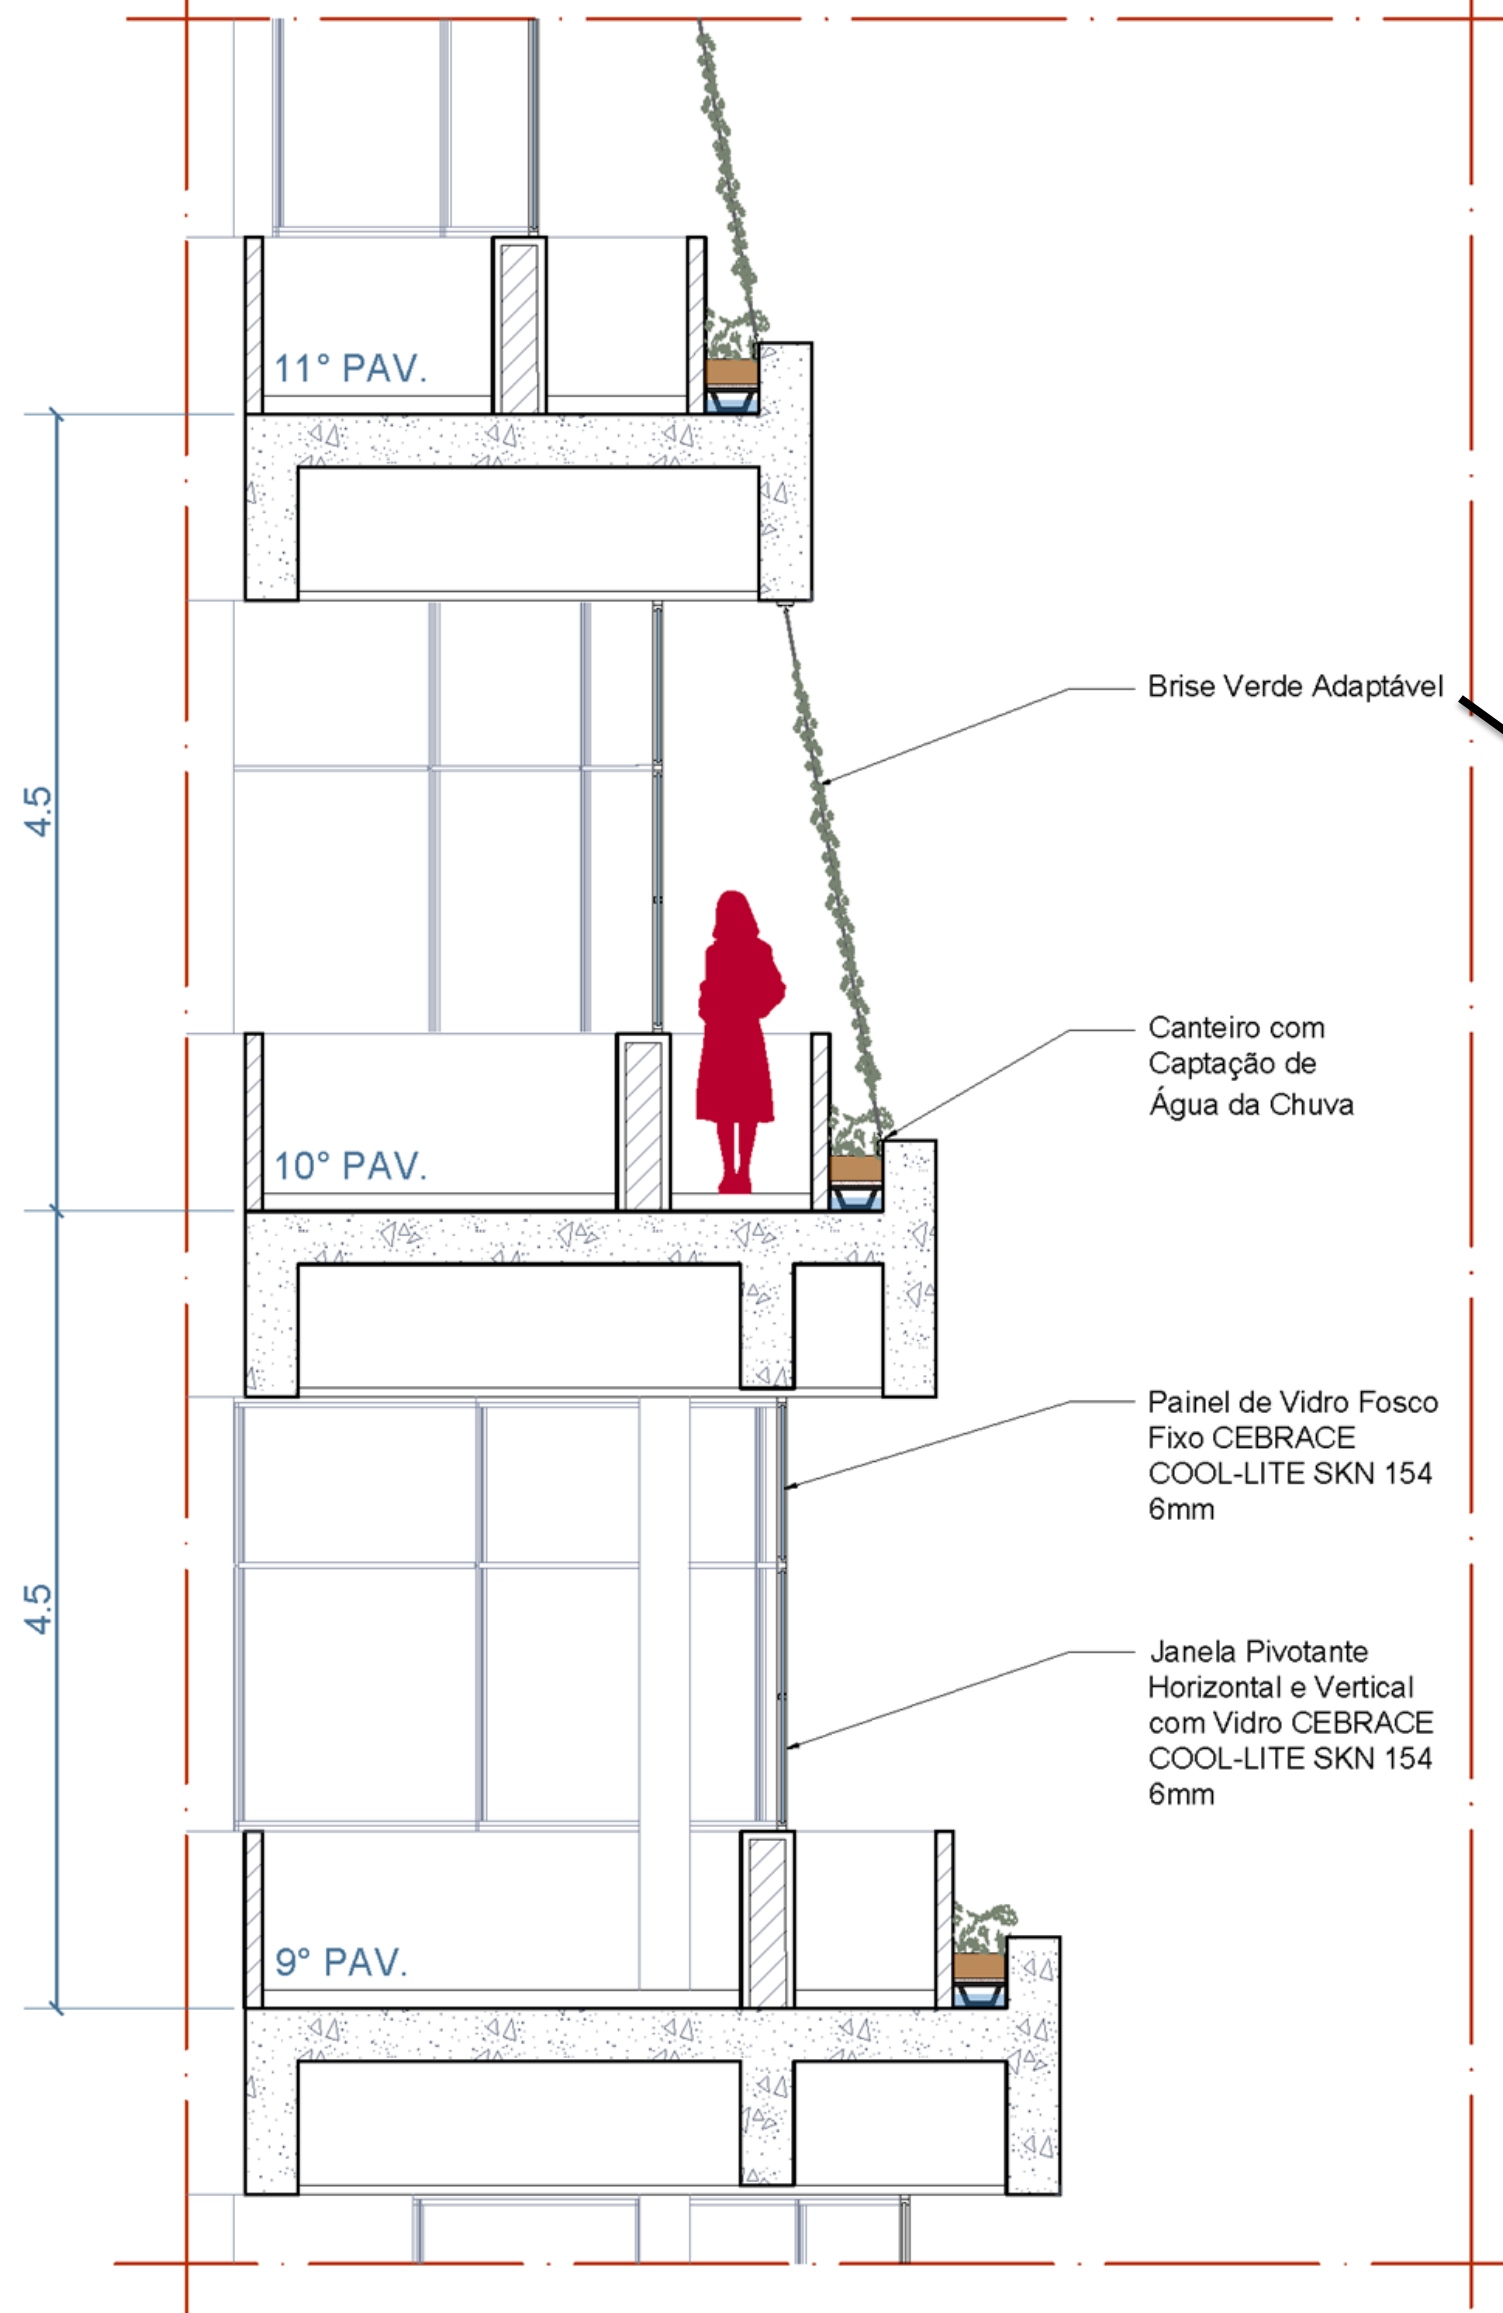 11° PAV.
Brise Verde Adaptável
4.5
Canteiro com
Captação de
Água da Chuva
10° PAV.
Painel de Vidro Fosco
Fixo CEBRACE
COOL-LITE SKN 154
6mm
4.5
Janela Pivotante
Horizontal e Vertical
com Vidro CEBRACE
COOL-LITE SKN 154
6mm
9° PAV.